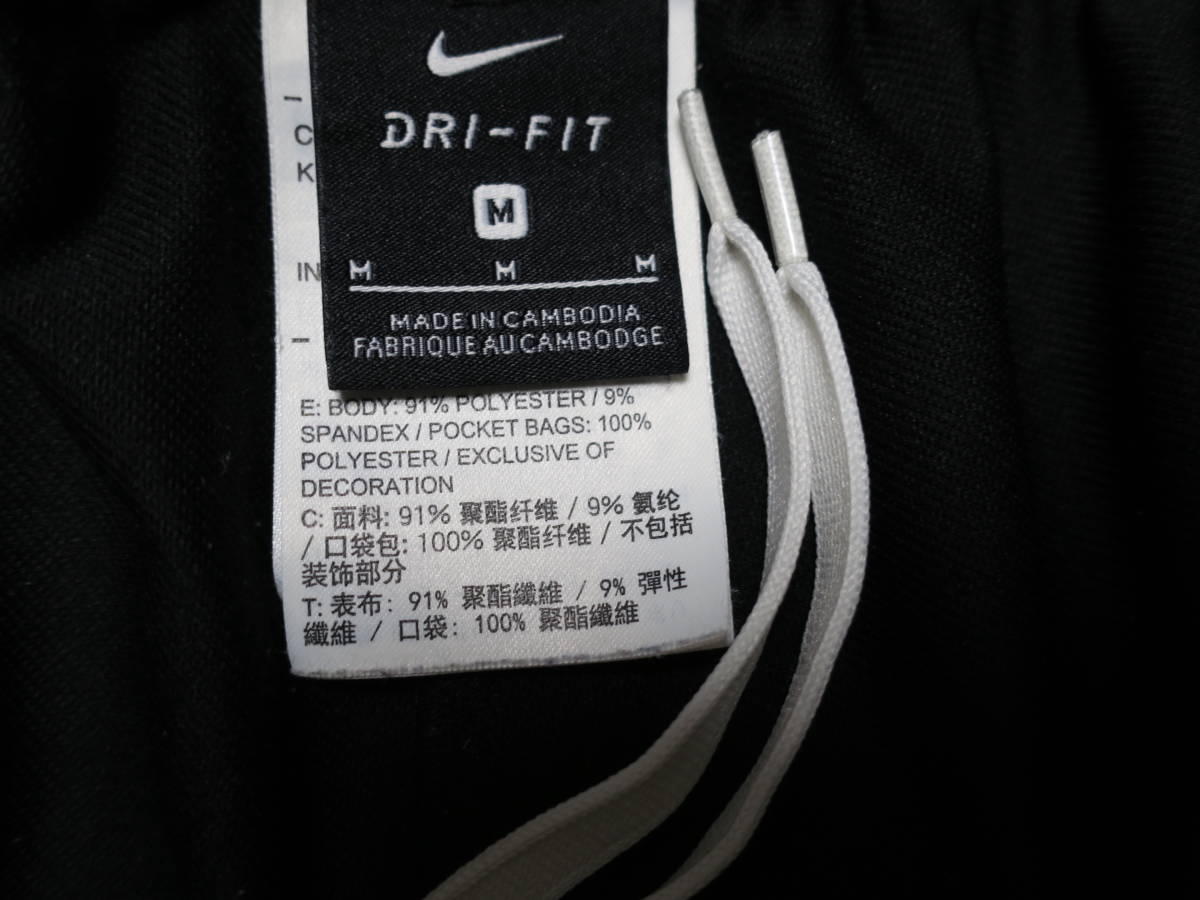 DRI-FIT
M
M M M
MADE IN CAMBODIA
FABRIQUE AU CAMBODGE
C
K
IN
E: BODY: 91% POLYESTER / 9%
SPANDEX / POCKET BAGS: 100%
POLYESTER / EXCLUSIVE OF
DECORATION
C: 面料: 91% 聚酯纤维 / 9% 氨纶
/ 口袋包: 100% 聚酯纤维 / 不包括
装饰部分
T: 表布: 91% 聚酯纖維 / 9% 彈性
纖維 / 口袋: 100% 聚酯纖維